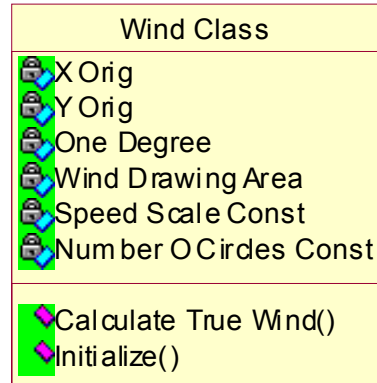 Wind Class
X Orig
Y Orig
One Degree
Wind Drawing Area
Speed Scale Const
Number O Circles Const
Calculate True Wind()
Initialize()